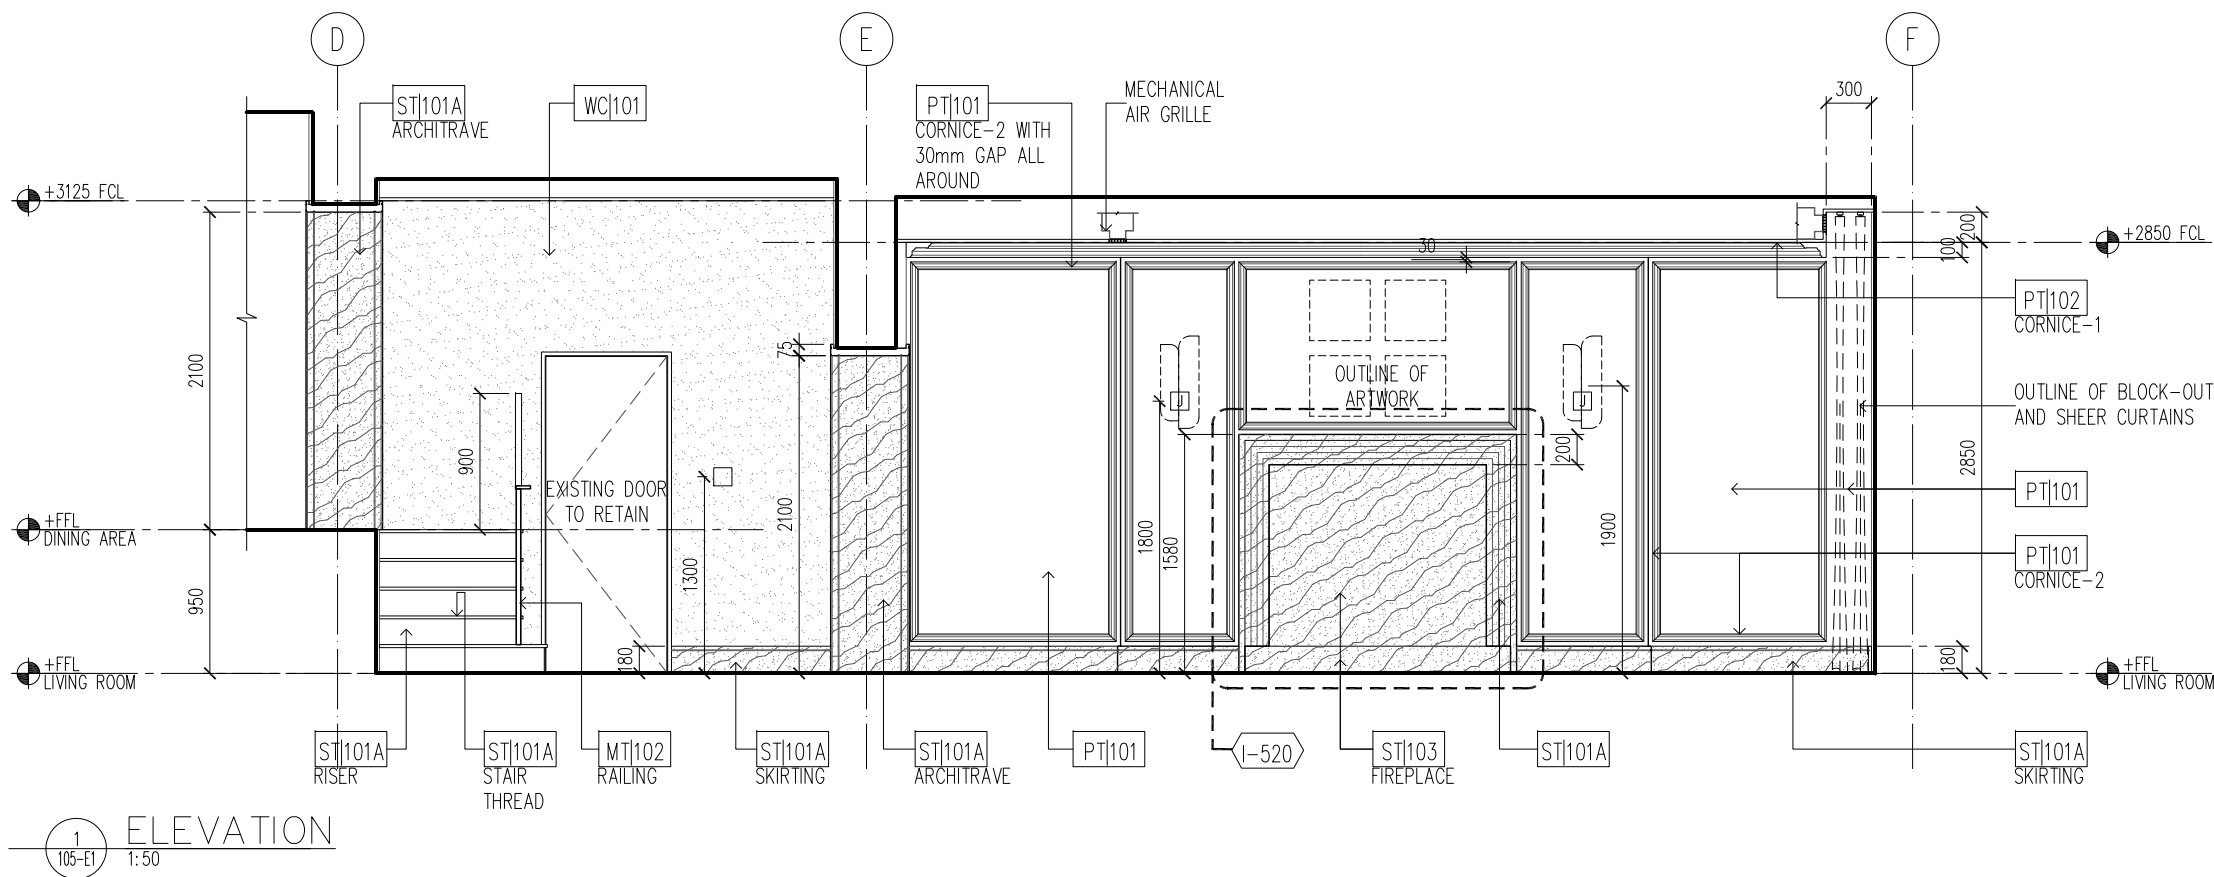 D
E
F
ST|101A
ARCHITRAVE
WC|101
PT|101
CORNICE-2 WITH
30mm GAP ALL
AROUND
MECHANICAL
AIR GRILLE
300
+3125 FCL
200
100
+2850 FCL
30
PT|102
CORNICE-1
75
2100
OUTLINE OF
ARTWORK
OUTLINE OF BLOCK-OUT
AND SHEER CURTAINS
900
200
2850
EXISTING DOOR
TO RETAIN
PT|101
2100
1800
1580
1900
+FFL
DINING AREA
1300
PT|101
CORNICE-2
950
180
180
+FFL
LIVING ROOM
+FFL
LIVING ROOM
ST|101A
RISER
ST|101A
STAIR
THREAD
MT|102
RAILING
ST|101A
SKIRTING
ST|101A
ARCHITRAVE
PT|101
I-520
ST|103
FIREPLACE
ST|101A
ST|101A
SKIRTING
1
105-E1
ELEVATION
1:50